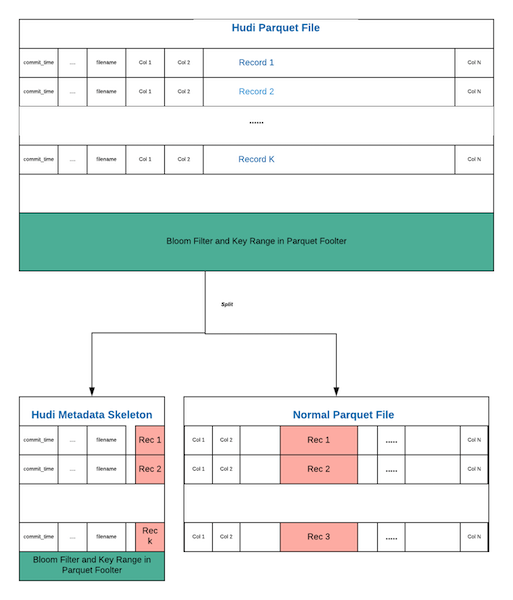 Hudi Parquet File
commit_time .... filename Col 1 Col 2 Record 1 Col N
commit_time .... filename Col 1 Col 2 Record 2 Col N
......
commit_time .... filename Col 1 Col 2 Record K Col N
Bloom Filter and Key Range in Parquet Foolter
Split
Hudi Metadata Skeleton
commit_time .... filename Rec 1
commit_time .... filename Rec 2
commit_time .... filename Rec
k
Bloom Filter and Key Range in
Parquet Foolter
Normal Parquet File
Col 1 Col 2 Rec 1 ..... Col N
Col 1 Col 2 Rec 2 ..... Col N
Col 1 Col 2 Rec 3 ..... Col N